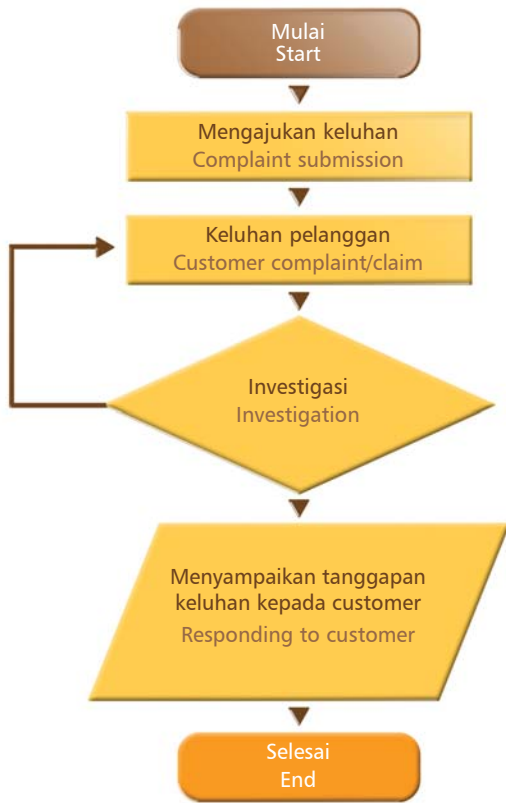 Mulai
Start
Mengajukan keluhan
Complaint submission
Keluhan pelanggan
Customer complaint/claim
Investigasi
Investigation
Menyampaikan tanggapan
keluhan kepada customer
Responding to customer
Selesai
End